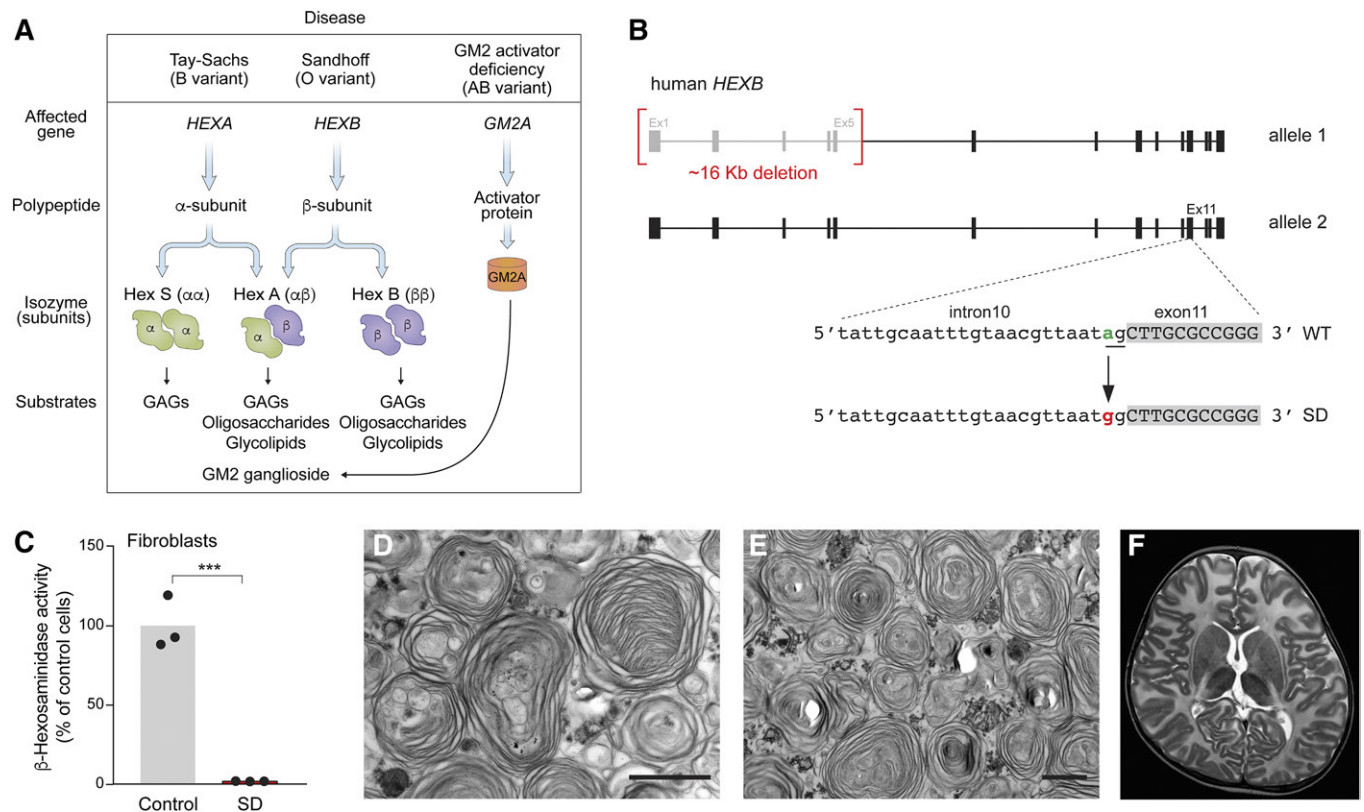 A
Disease
Tay-Sachs
(B variant)
Sandhoff
(O variant)
GM2 activator
deficiency
(AB variant)
Affected
gene
HEXA
HEXB
GM2A
Polypeptide
α-subunit
β-subunit
Activator
protein
GM2A
Isozyme
(subunits)
Hex S (αα)
Hex A (αβ)
Hex B (ββ)
α
α
α
β
β
β
Substrates
GAGs
GAGs
Oligosaccharides
Glycolipids
GAGs
Oligosaccharides
Glycolipids
GM2 ganglioside
B
human HEXB
Ex1
Ex5
allele 1
~16 Kb deletion
Ex11
allele 2
intron10
exon11
5’tattgcaatttgtaacgttaatagCTTGCGCCGGG 3’ WT
5’tattgcaatttgtaacgttaatggCTTGCGCCGGG 3’ SD
C
Fibroblasts
β-Hexosaminidase activity
(% of control cells)
150
100
50
0
***
Control
SD
D
E
F